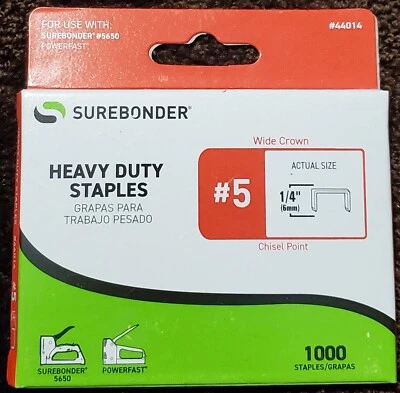 FOR USE WITH:
SUREBONDER® #5650
POWERFAST®
#44014
SUREBONDER®
HEAVY DUTY
STAPLES
GRAPAS PARA
TRABAJO PESADO
Wide Crown
#5
ACTUAL SIZE
1/4"
(6mm)
Chisel Point
SUREBONDER®
5650
POWERFAST®
1000
STAPLES/GRAPAS
#5